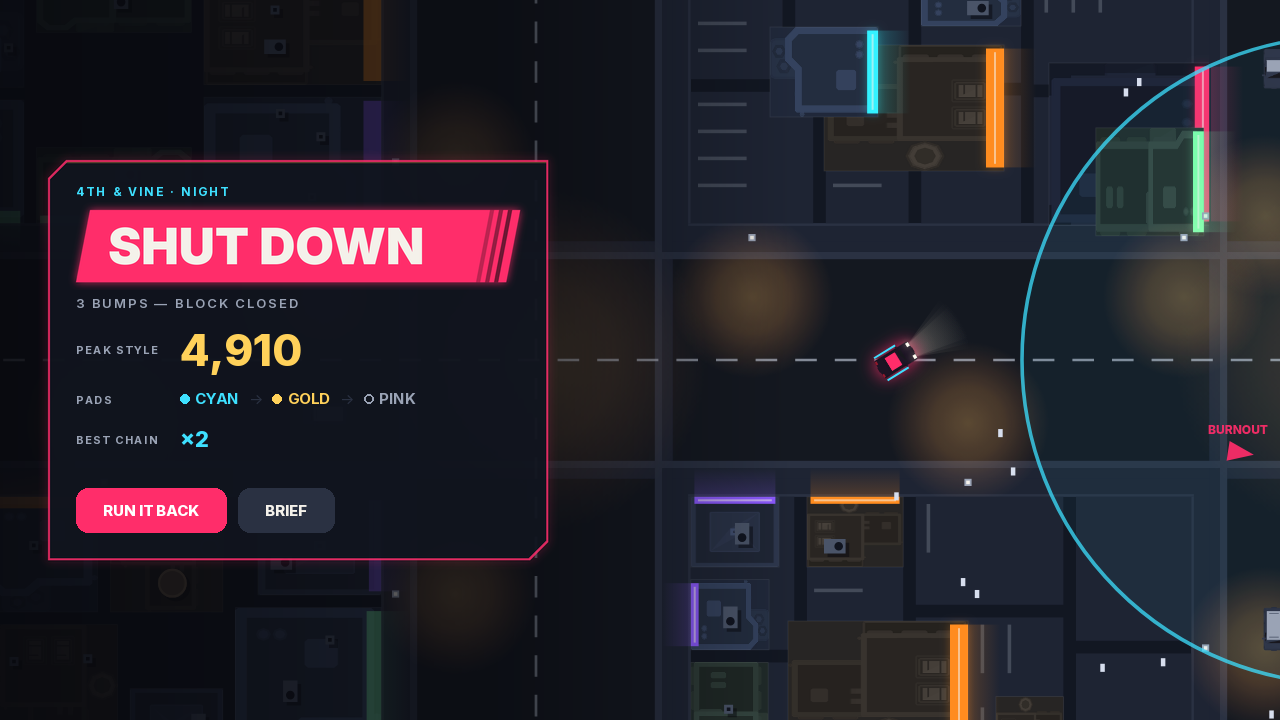 4TH & VINE · NIGHT
SHUT DOWN
3 BUMPS — BLOCK CLOSED
PEAK STYLE 4,910
PADS CYAN → GOLD → PINK
BEST CHAIN ×2
RUN IT BACK BRIEF
BURNOUT